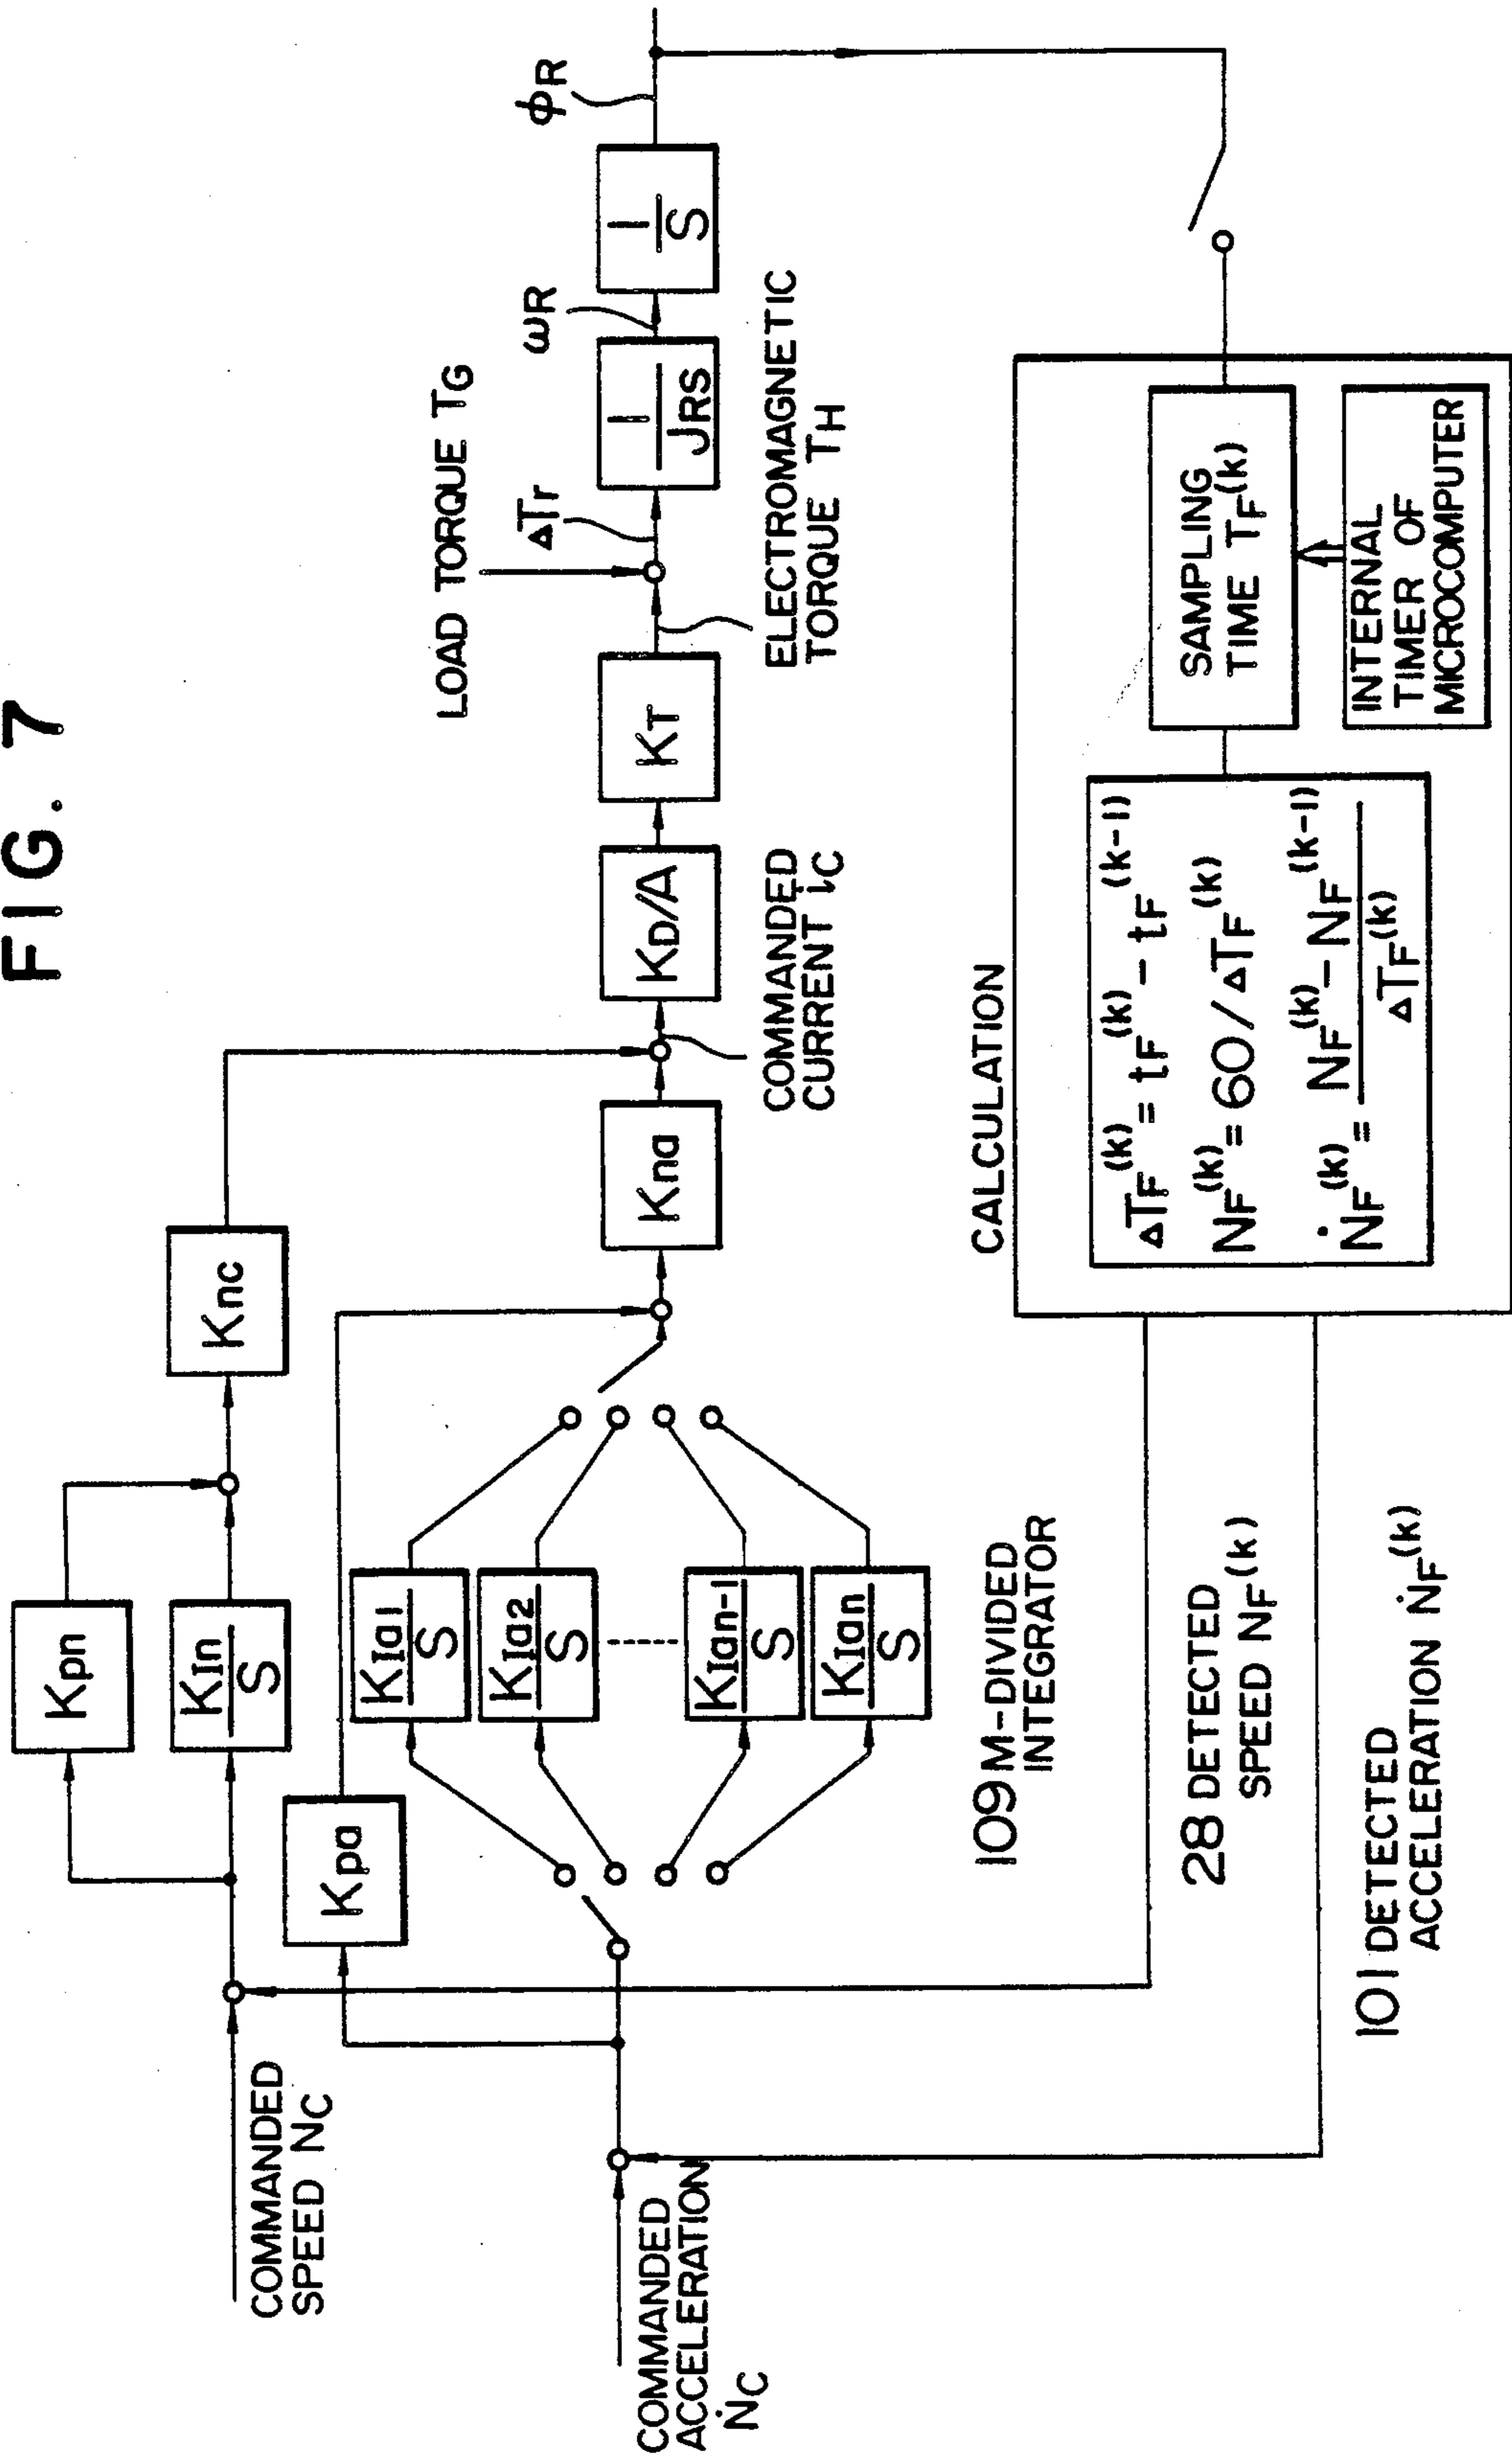 FIG. 7
COMMANDED
SPEED NC
Kpn
KIn
S
Knc
COMMANDED
ACCELERATION
ṄC
Kpa
KIa1
S
KIa2
S
KIan-1
S
KIan
S
109 M-DIVIDED
INTEGRATOR
Kna
COMMANDED
CURRENT iC
KD/A
KT
ELECTROMAGNETIC
TORQUE TH
LOAD TORQUE TG
ΔTr
1
JRS
ωR
1
S
ϕR
28 DETECTED
SPEED NF(k)
101 DETECTED
ACCELERATION ṄF(k)
CALCULATION
ΔTF(k) = tF(k) - tF(k-1)
NF(k) = 60/ΔTF(k)
ṄF(k) = NF(k) - NF(k-1)
ΔTF(k)
SAMPLING
TIME TF(k)
INTERNAL
TIMER OF
MICROCOMPUTER